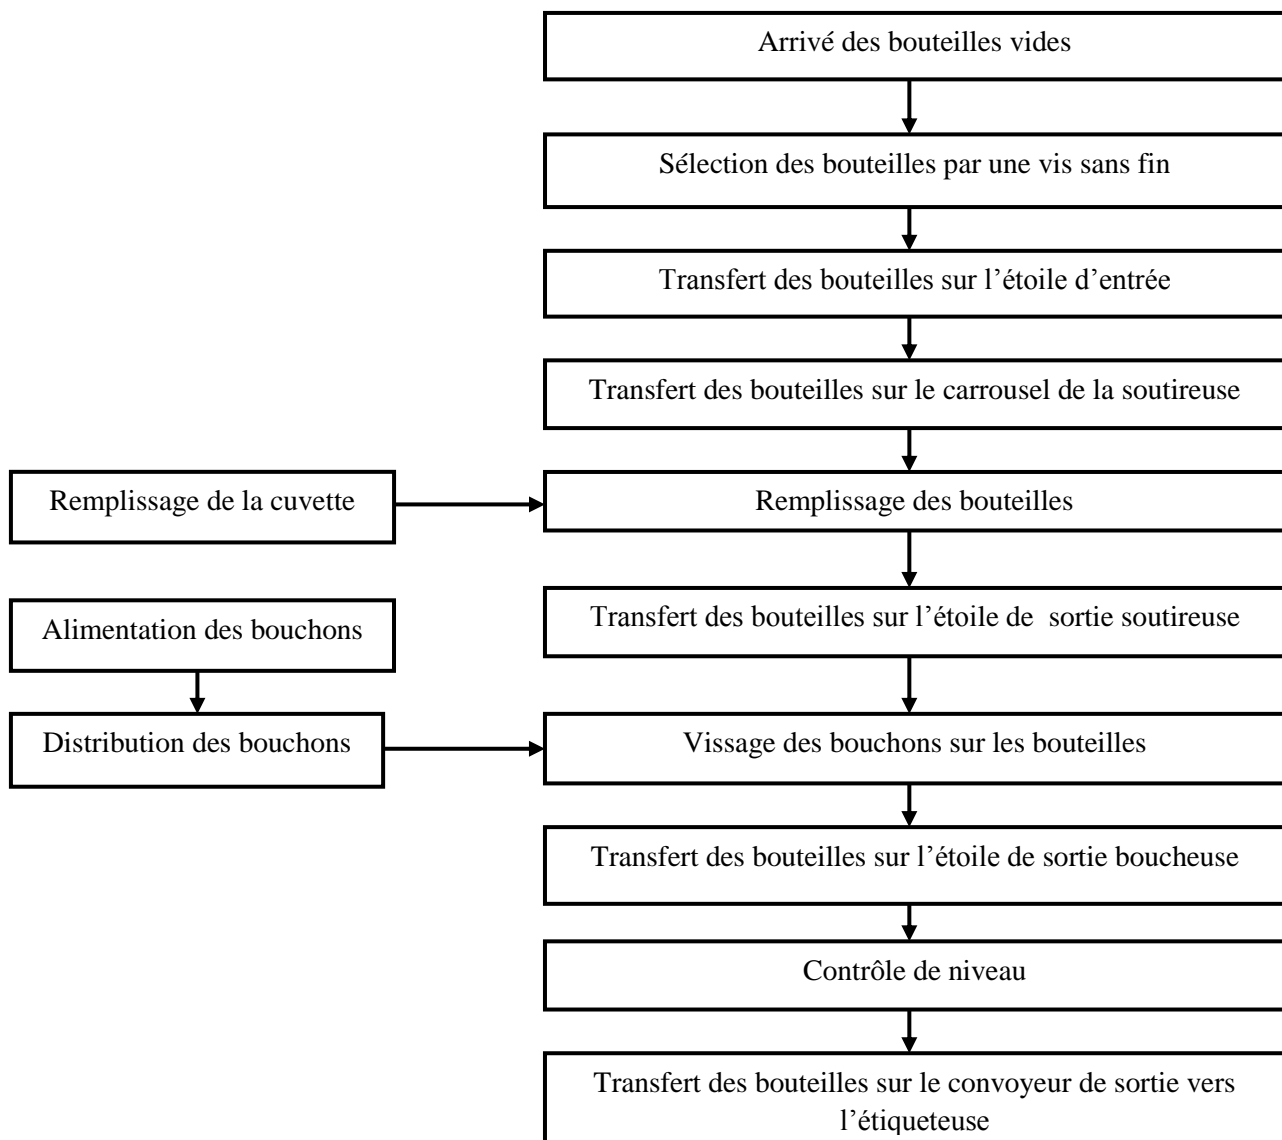 Arrivé des bouteilles vides
Sélection des bouteilles par une vis sans fin
Transfert des bouteilles sur l’étoile d’entrée
Transfert des bouteilles sur le carrousel de la soutireuse
Remplissage de la cuvette
Remplissage des bouteilles
Transfert des bouteilles sur l’étoile de  sortie soutireuse
Alimentation des bouchons
Distribution des bouchons
Vissage des bouchons sur les bouteilles
Transfert des bouteilles sur l’étoile de sortie boucheuse
Contrôle de niveau
Transfert des bouteilles sur le convoyeur de sortie vers
l’étiqueteuse